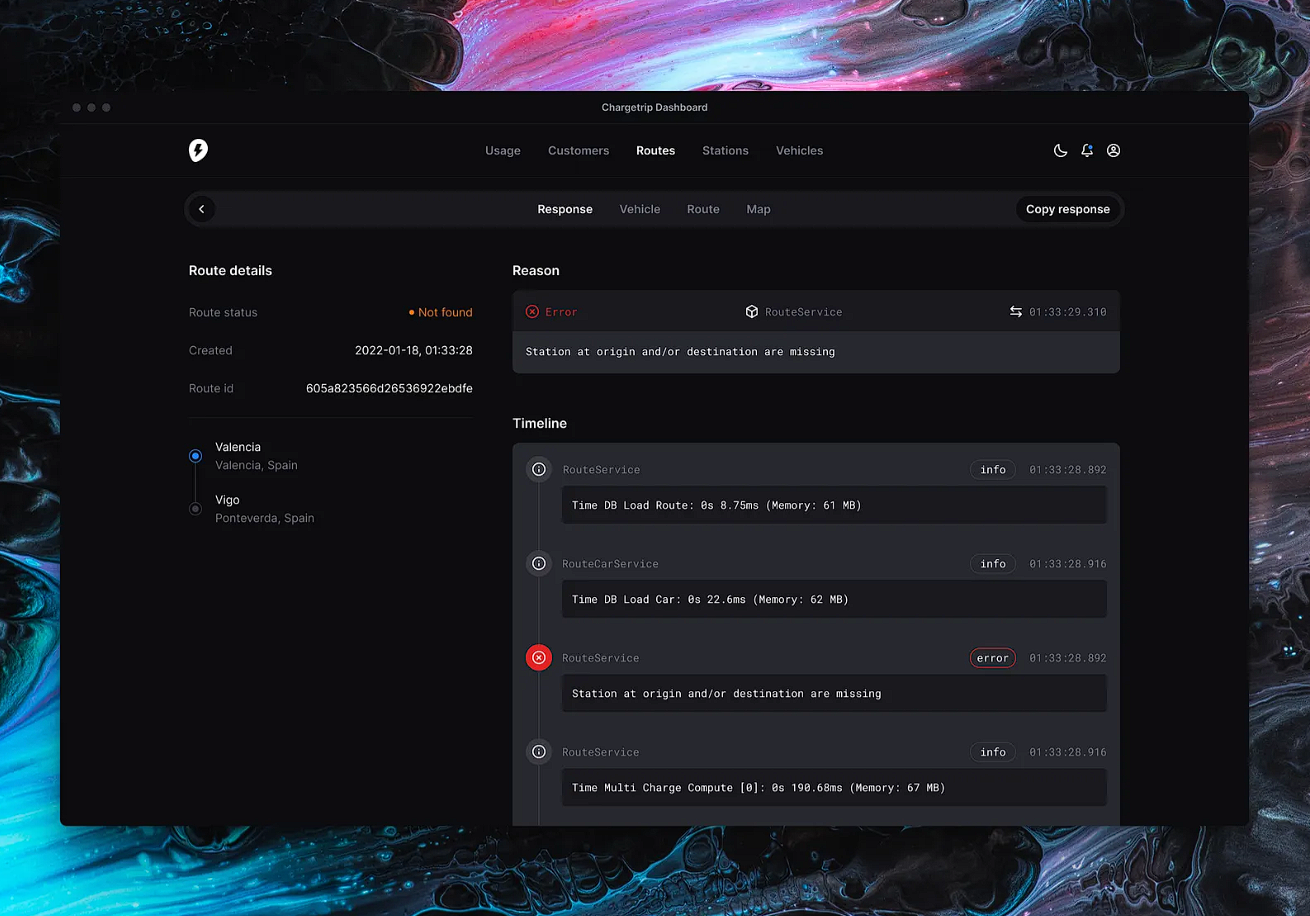 Chargetrip Dashboard
Usage Customers Routes Stations Vehicles
Response Vehicle Route Map Copy response
Route details
Route status Not found
Created 2022-01-18, 01:33:28
Route id 605a823566d26536922ebdfe
Valencia
Valencia, Spain
Vigo
Ponteverda, Spain
Reason
Error RouteService 01:33:29.310
Station at origin and/or destination are missing
Timeline
RouteService info 01:33:28.892
Time DB Load Route: 0s 8.75ms (Memory: 61 MB)
RouteCarService info 01:33:28.916
Time DB Load Car: 0s 22.6ms (Memory: 62 MB)
RouteService error 01:33:28.892
Station at origin and/or destination are missing
RouteService info 01:33:28.916
Time Multi Charge Compute [0]: 0s 190.68ms (Memory: 67 MB)